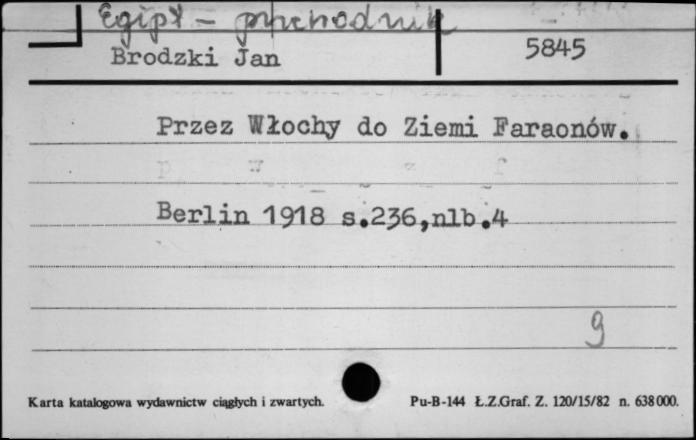 Egipt - przewodnik
Brodzki Jan 5845
Przez Włochy do Ziemi Faraonów.
Berlin 1918 s.236,nlb.4
9
Karta katalogowa wydawnictw ciągłych i zwartych. Pu-B-144 Ł.Z.Graf. Z. 120/15/82 n. 638000.